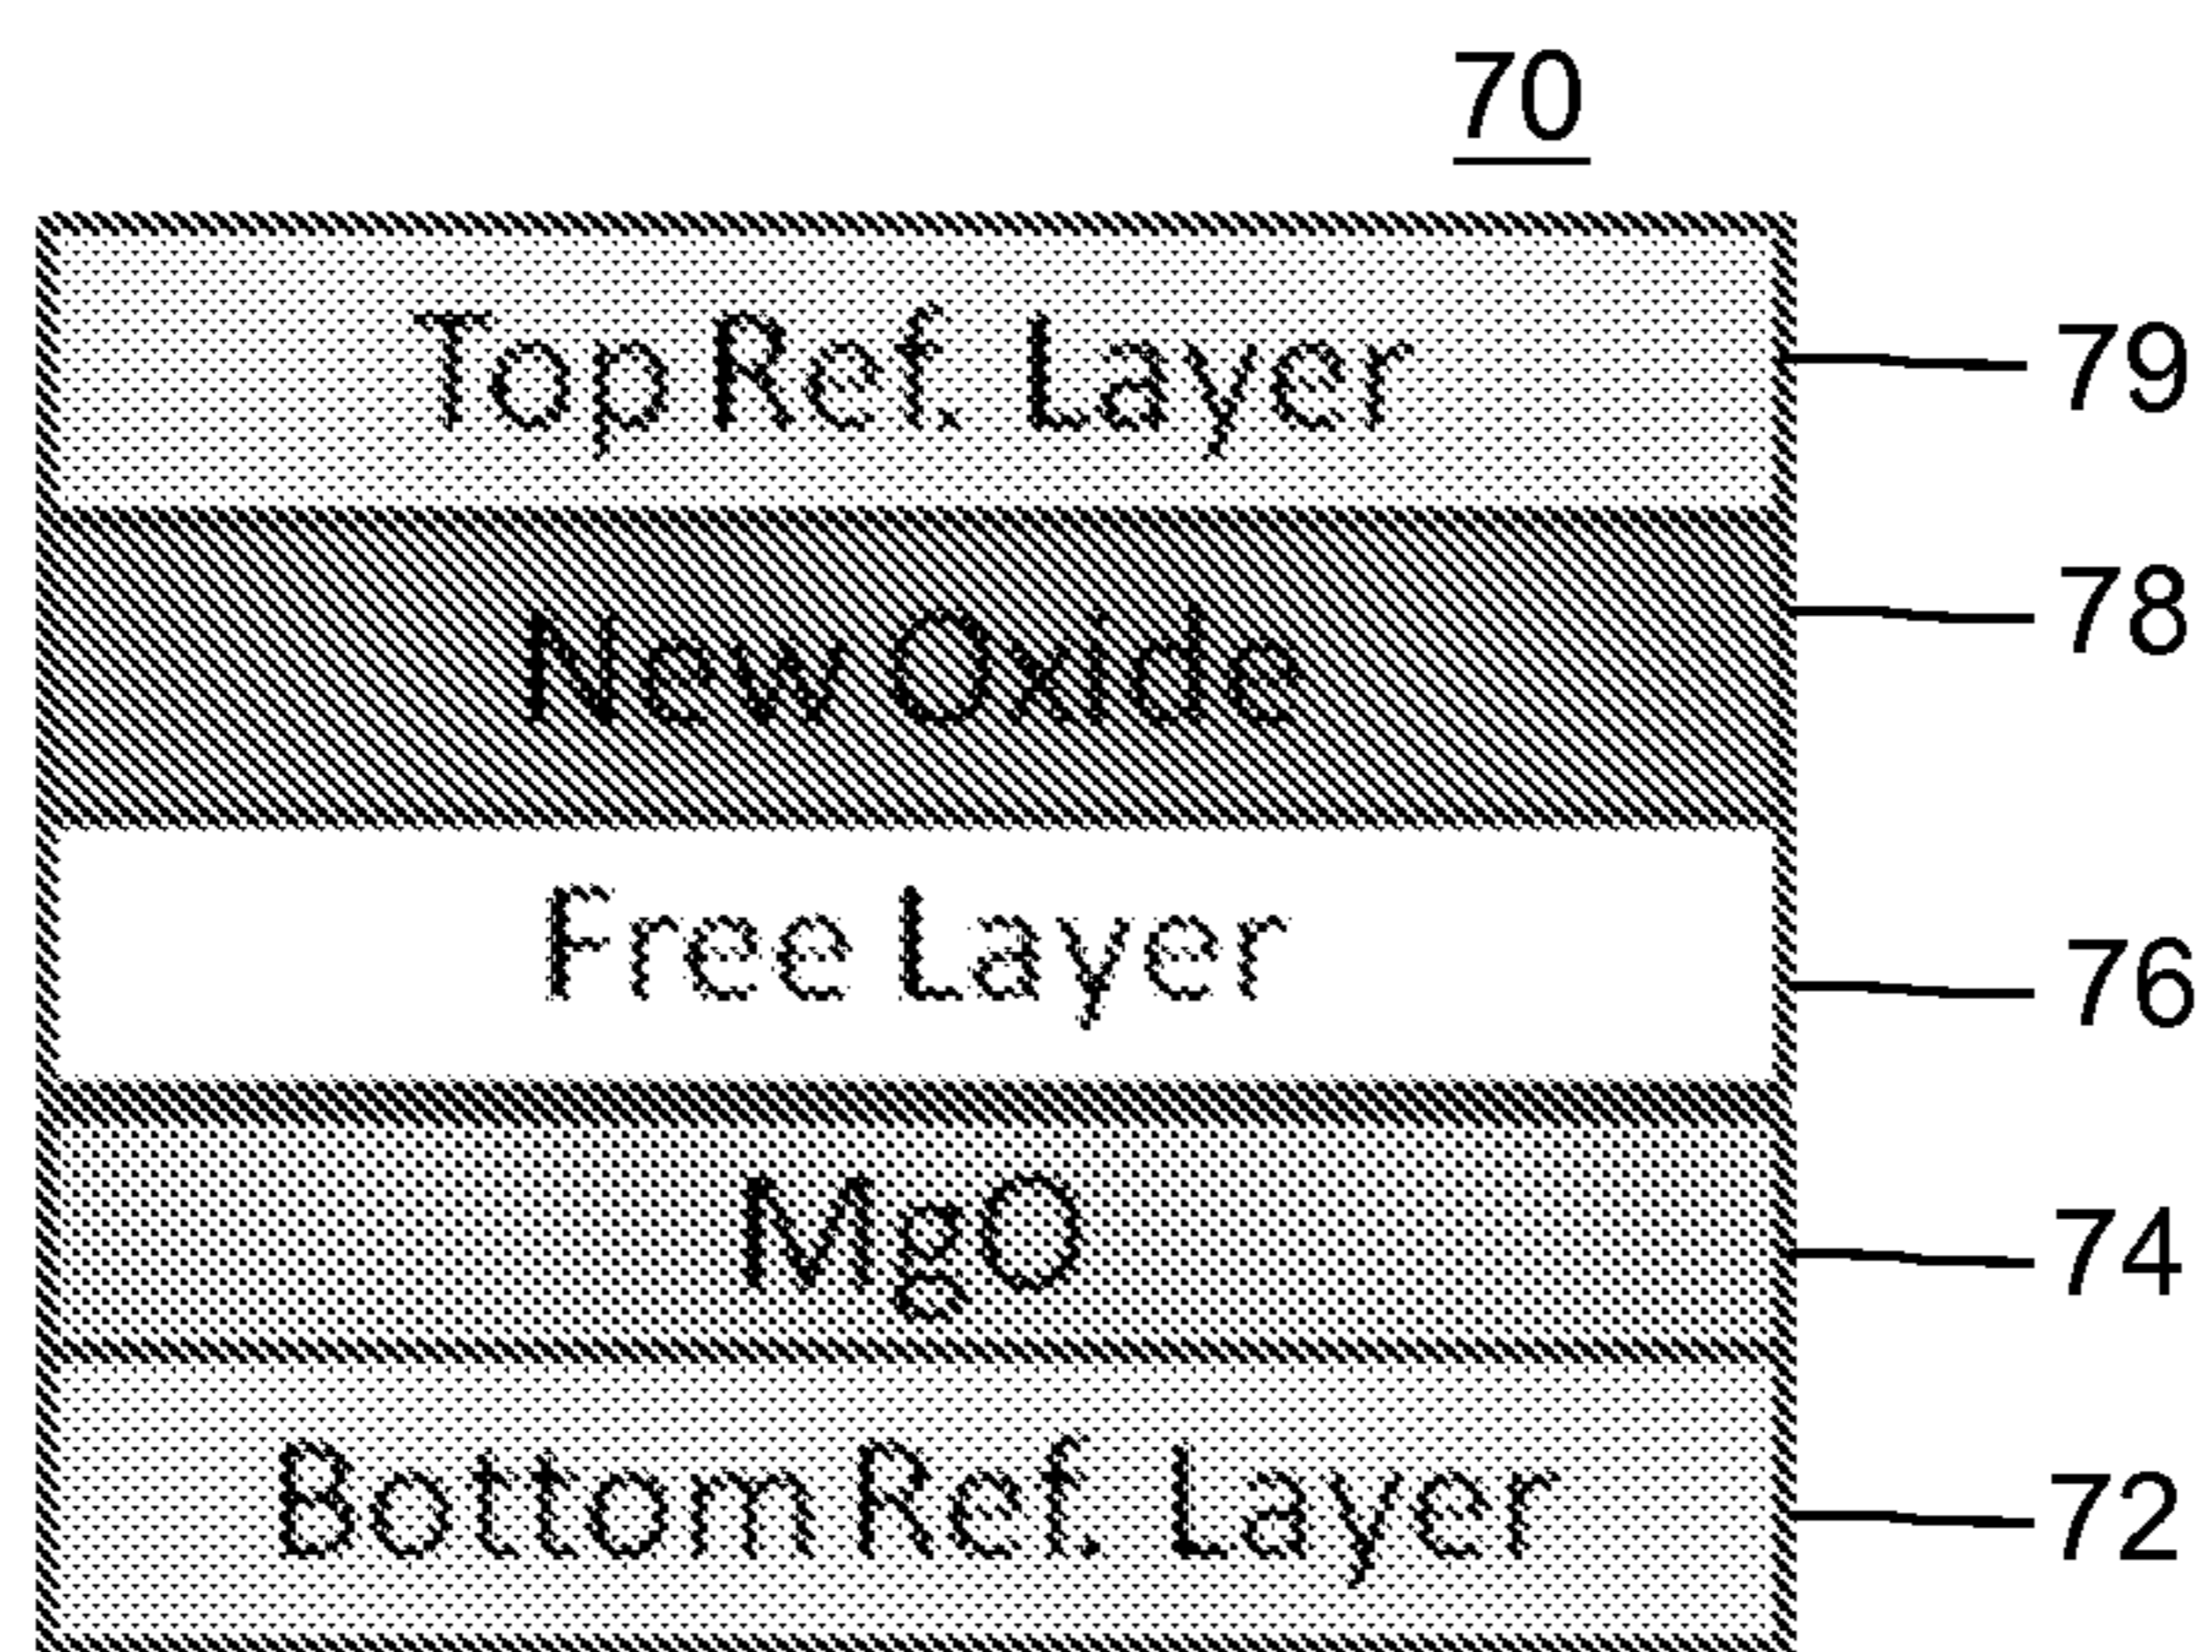 70
Top Ref. Layer
79
New Oxide
78
Free Layer
76
MgO
74
Bottom Ref. Layer
72